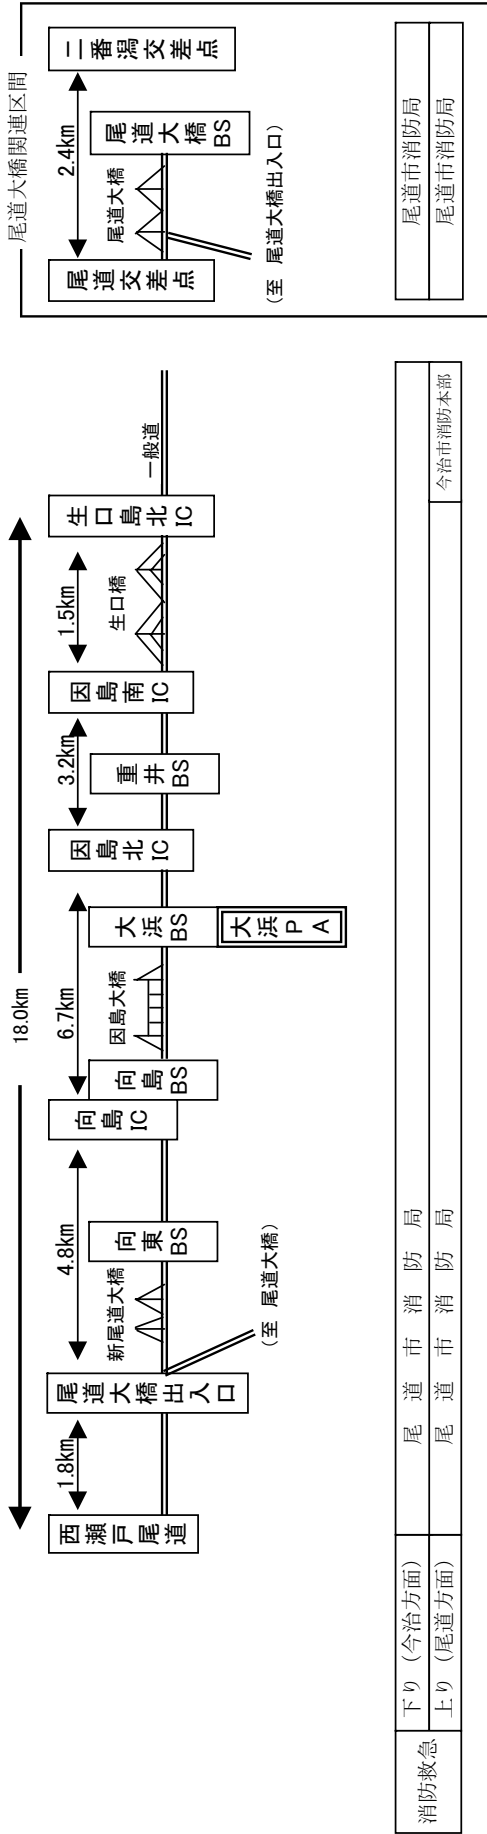 18.0km
1.8km
4.8km
6.7km
3.2km
1.5km
西瀬戸尾道
尾道大橋出入口
新尾道大橋
(至 尾道大橋)
向東BS
向島IC
向島BS
因島大橋
大浜BS
大浜PA
因島北IC
重井BS
因島南IC
生口橋
生口島北IC
一般道
尾道大橋関連区間
2.4km
尾道交差点
尾道大橋
(至 尾道大橋出入口)
尾道大橋BS
二番潟交差点
消防救急
下り (今治方面) 尾道市消防局 尾道市消防局
上り (尾道方面) 尾道市消防局 今治市消防本部 尾道市消防局